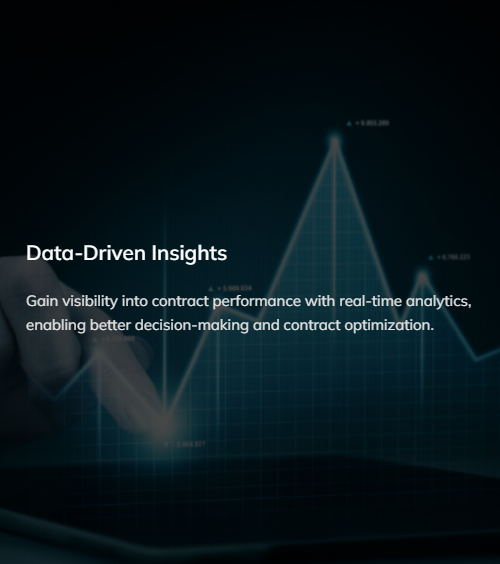 Data-Driven Insights
Gain visibility into contract performance with real-time analytics,
enabling better decision-making and contract optimization.